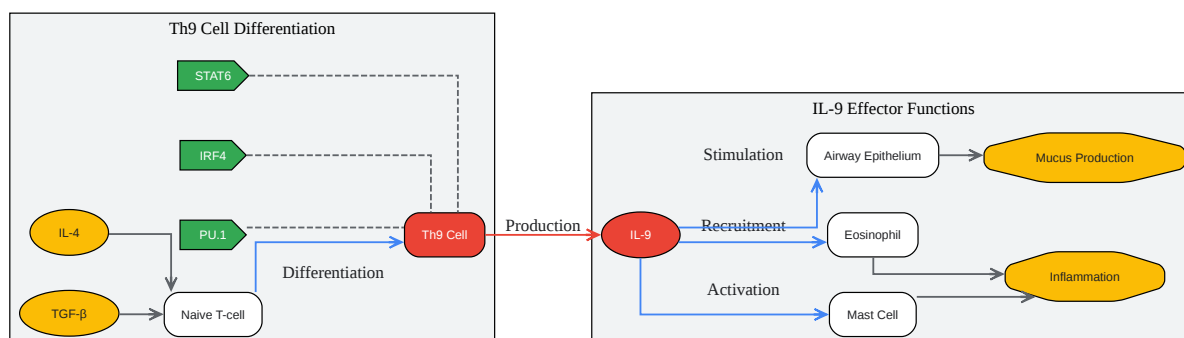 Th9 Cell Differentiation
STAT6
IRF4
PU.1
IL-4
TGF-β
Naive T-cell
Differentiation
Th9 Cell
Production
IL-9 Effector Functions
IL-9
Stimulation
Recruitment
Activation
Airway Epithelium
Eosinophil
Mast Cell
Mucus Production
Inflammation